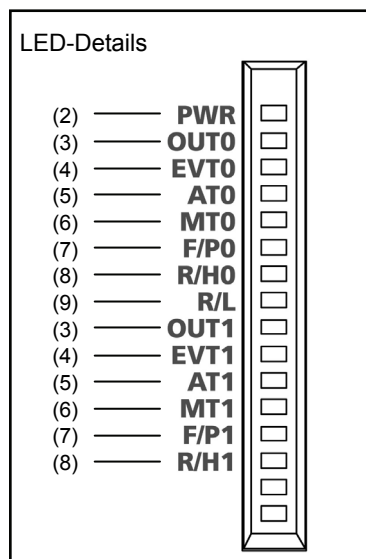 LED-Details
(2) PWR
(3) OUT0
(4) EVT0
(5) AT0
(6) MT0
(7) F/P0
(8) R/H0
(9) R/L
(3) OUT1
(4) EVT1
(5) AT1
(6) MT1
(7) F/P1
(8) R/H1